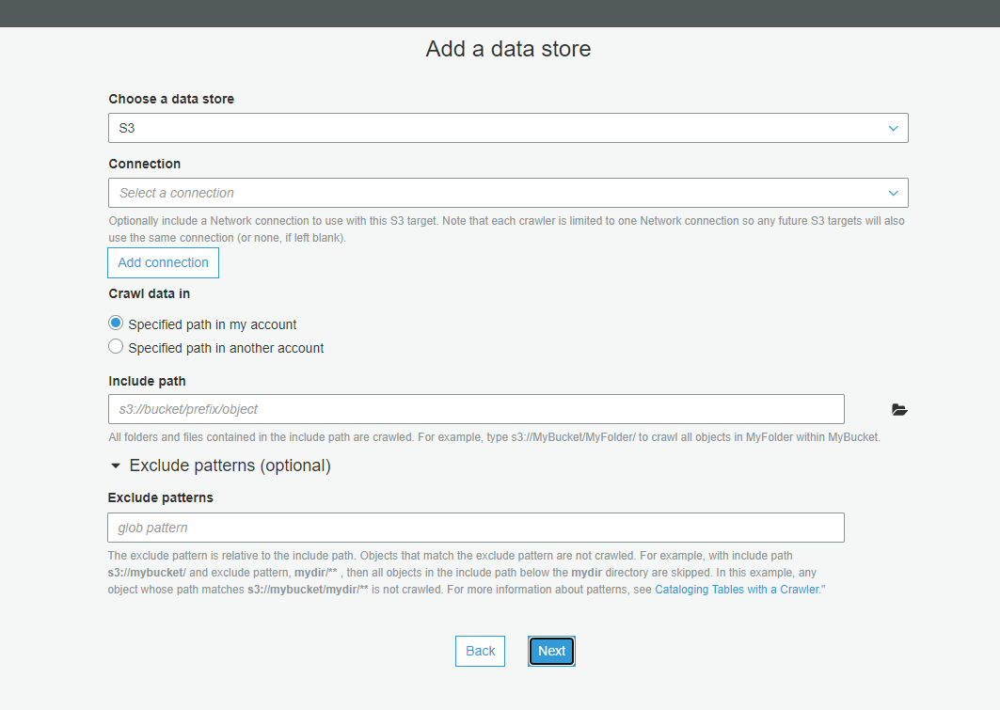 Add a data store
Choose a data store
S3
Connection
Select a connection
Optionally include a Network connection to use with this S3 target. Note that each crawler is limited to one Network connection so any future S3 targets will also
use the same connection (or none, if left blank).
Add connection
Crawl data in
Specified path in my account
Specified path in another account
Include path
s3://bucket/prefix/object
All folders and files contained in the include path are crawled. For example, type s3://MyBucket/MyFolder/ to crawl all objects in MyFolder within MyBucket.
Exclude patterns (optional)
Exclude patterns
glob pattern
The exclude pattern is relative to the include path. Objects that match the exclude pattern are not crawled. For example, with include path
s3://mybucket/ and exclude pattern, mydir/** , then all objects in the include path below the mydir directory are skipped. In this example, any
object whose path matches s3://mybucket/mydir/** is not crawled. For more information about patterns, see Cataloging Tables with a Crawler."
Back
Next